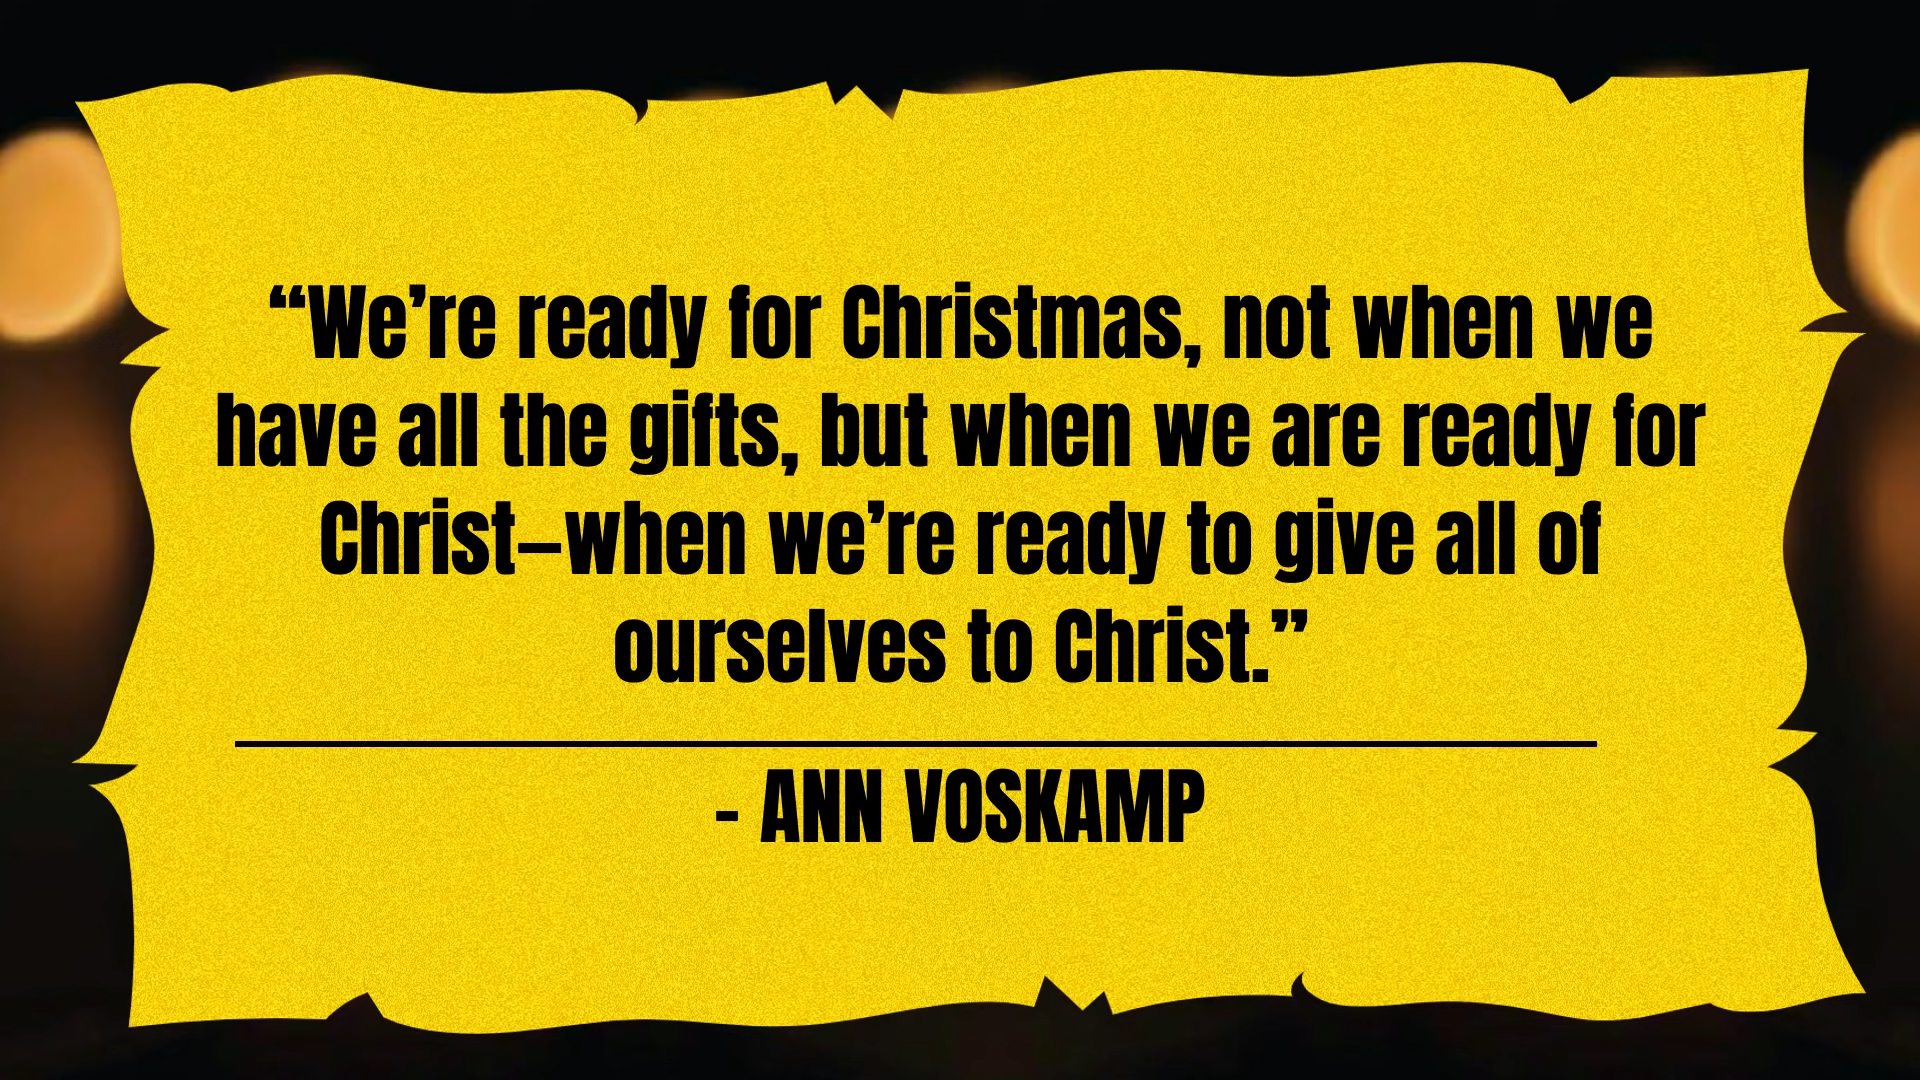 “We’re ready for Christmas, not when we
have all the gifts, but when we are ready for
Christ—when we’re ready to give all of
ourselves to Christ.”
- ANN VOSKAMP